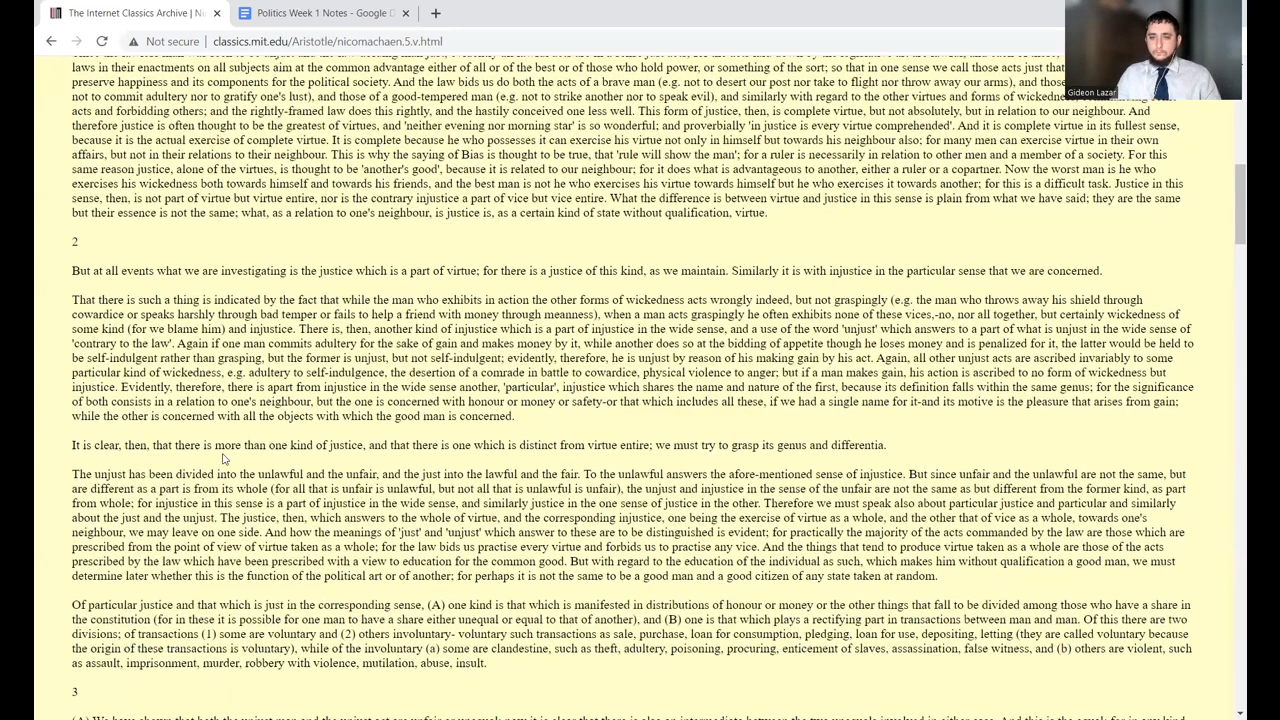 The Internet Classics Archive | Ni
Politics Week 1 Notes - Google D
Not secure
classics.mit.edu/Aristotle/nicomachaen.5.v.html
Gideon Lazar
laws in their enactments on all subjects aim at the common advantage either of all or of the best or of those who hold power, or something of the sort; so that in one sense we call those acts just that
preserve happiness and its components for the political society. And the law bids us do both the acts of a brave man (e.g. not to desert our post nor take to flight nor throw away our arms), and those
not to commit adultery nor to gratify one's lust), and those of a good-tempered man (e.g. not to strike another nor to speak evil), and similarly with regard to the other virtues and forms of wickedness
acts and forbidding others; and the rightly-framed law does this rightly, and the hastily conceived one less well. This form of justice, then, is complete virtue, but not absolutely, but in relation to our neighbour. And
therefore justice is often thought to be the greatest of virtues, and 'neither evening nor morning star' is so wonderful; and proverbially 'in justice is every virtue comprehended'. And it is complete virtue in its fullest sense,
because it is the actual exercise of complete virtue. It is complete because he who possesses it can exercise his virtue not only in himself but towards his neighbour also; for many men can exercise virtue in their own
affairs, but not in their relations to their neighbour. This is why the saying of Bias is thought to be true, that 'rule will show the man'; for a ruler is necessarily in relation to other men and a member of a society. For this
same reason justice, alone of the virtues, is thought to be 'another's good', because it is related to our neighbour; for it does what is advantageous to another, either a ruler or a copartner. Now the worst man is he who
exercises his wickedness both towards himself and towards his friends, and the best man is not he who exercises his virtue towards himself but he who exercises it towards another; for this is a difficult task. Justice in this
sense, then, is not part of virtue but virtue entire, nor is the contrary injustice a part of vice but vice entire. What the difference is between virtue and justice in this sense is plain from what we have said; they are the same
but their essence is not the same; what, as a relation to one's neighbour, is justice is, as a certain kind of state without qualification, virtue.
2
But at all events what we are investigating is the justice which is a part of virtue; for there is a justice of this kind, as we maintain. Similarly it is with injustice in the particular sense that we are concerned.
That there is such a thing is indicated by the fact that while the man who exhibits in action the other forms of wickedness acts wrongly indeed, but not graspingly (e.g. the man who throws away his shield through
cowardice or speaks harshly through bad temper or fails to help a friend with money through meanness), when a man acts graspingly he often exhibits none of these vices,-no, nor all together, but certainly wickedness of
some kind (for we blame him) and injustice. There is, then, another kind of injustice which is a part of injustice in the wide sense, and a use of the word 'unjust' which answers to a part of what is unjust in the wide sense of
'contrary to the law'. Again if one man commits adultery for the sake of gain and makes money by it, while another does so at the bidding of appetite though he loses money and is penalized for it, the latter would be held to
be self-indulgent rather than grasping, but the former is unjust, but not self-indulgent; evidently, therefore, he is unjust by reason of his making gain by his act. Again, all other unjust acts are ascribed invariably to some
particular kind of wickedness, e.g. adultery to self-indulgence, the desertion of a comrade in battle to cowardice, physical violence to anger; but if a man makes gain, his action is ascribed to no form of wickedness but
injustice. Evidently, therefore, there is apart from injustice in the wide sense another, 'particular', injustice which shares the name and nature of the first, because its definition falls within the same genus; for the significance
of both consists in a relation to one's neighbour, but the one is concerned with honour or money or safety-or that which includes all these, if we had a single name for it-and its motive is the pleasure that arises from gain;
while the other is concerned with all the objects with which the good man is concerned.
It is clear, then, that there is more than one kind of justice, and that there is one which is distinct from virtue entire; we must try to grasp its genus and differentia.
The unjust has been divided into the unlawful and the unfair, and the just into the lawful and the fair. To the unlawful answers the afore-mentioned sense of injustice. But since unfair and the unlawful are not the same, but
are different as a part is from its whole (for all that is unfair is unlawful, but not all that is unlawful is unfair), the unjust and injustice in the sense of the unfair are not the same as but different from the former kind, as part
from whole; for injustice in this sense is a part of injustice in the wide sense, and similarly justice in the one sense of justice in the other. Therefore we must speak also about particular justice and particular and similarly
about the just and the unjust. The justice, then, which answers to the whole of virtue, and the corresponding injustice, one being the exercise of virtue as a whole, and the other that of vice as a whole, towards one's
neighbour, we may leave on one side. And how the meanings of 'just' and 'unjust' which answer to these are to be distinguished is evident; for practically the majority of the acts commanded by the law are those which are
prescribed from the point of view of virtue taken as a whole; for the law bids us practise every virtue and forbids us to practise any vice. And the things that tend to produce virtue taken as a whole are those of the acts
prescribed by the law which have been prescribed with a view to education for the common good. But with regard to the education of the individual as such, which makes him without qualification a good man, we must
determine later whether this is the function of the political art or of another; for perhaps it is not the same to be a good man and a good citizen of any state taken at random.
Of particular justice and that which is just in the corresponding sense, (A) one kind is that which is manifested in distributions of honour or money or the other things that fall to be divided among those who have a share in
the constitution (for in these it is possible for one man to have a share either unequal or equal to that of another), and (B) one is that which plays a rectifying part in transactions between man and man. Of this there are two
divisions; of transactions (1) some are voluntary and (2) others involuntary- voluntary such transactions as sale, purchase, loan for consumption, pledging, loan for use, depositing, letting (they are called voluntary because
the origin of these transactions is voluntary), while of the involuntary (a) some are clandestine, such as theft, adultery, poisoning, procuring, enticement of slaves, assassination, false witness, and (b) others are violent, such
as assault, imprisonment, murder, robbery with violence, mutilation, abuse, insult.
3